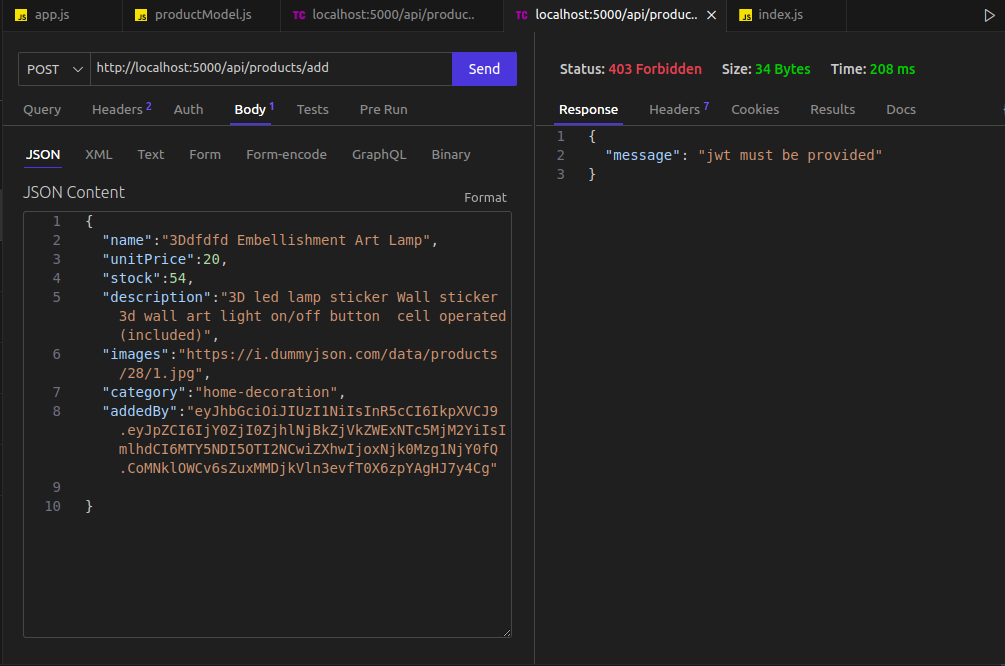 app.js
productModel.js
TC localhost:5000/api/produc..
TC localhost:5000/api/produc..
index.js
POST http://localhost:5000/api/products/add Send
Status: 403 Forbidden Size: 34 Bytes Time: 208 ms
Query Headers 2 Auth Body 1 Tests Pre Run
Response Headers 7 Cookies Results Docs
JSON XML Text Form Form-encode GraphQL Binary
JSON Content
Format
1 {
2 "name":"3Ddfdfd Embellishment Art Lamp",
3 "unitPrice":20,
4 "stock":54,
5 "description":"3D led lamp sticker Wall sticker
3d wall art light on/off button  cell operated
(included)",
6 "images":"https://i.dummyjson.com/data/products
/28/1.jpg",
7 "category":"home-decoration",
8 "addedBy":"eyJhbGciOiJIUzI1NiIsInR5cCI6IkpXVCJ9
.eyJpZCI6IjY0ZjI0ZjhlNjBkZjVkZWExNTc5MjM2YiIsI
mlhdCI6MTY5NDI5OTI2NCwiZXhwIjoxNjk0Mzg1NjY0fQ
.CoMNklOWCv6sZuxMMDjkVln3evfT0X6zpYAgHJ7y4Cg"
9
10 }
1 {
2 "message": "jwt must be provided"
3 }